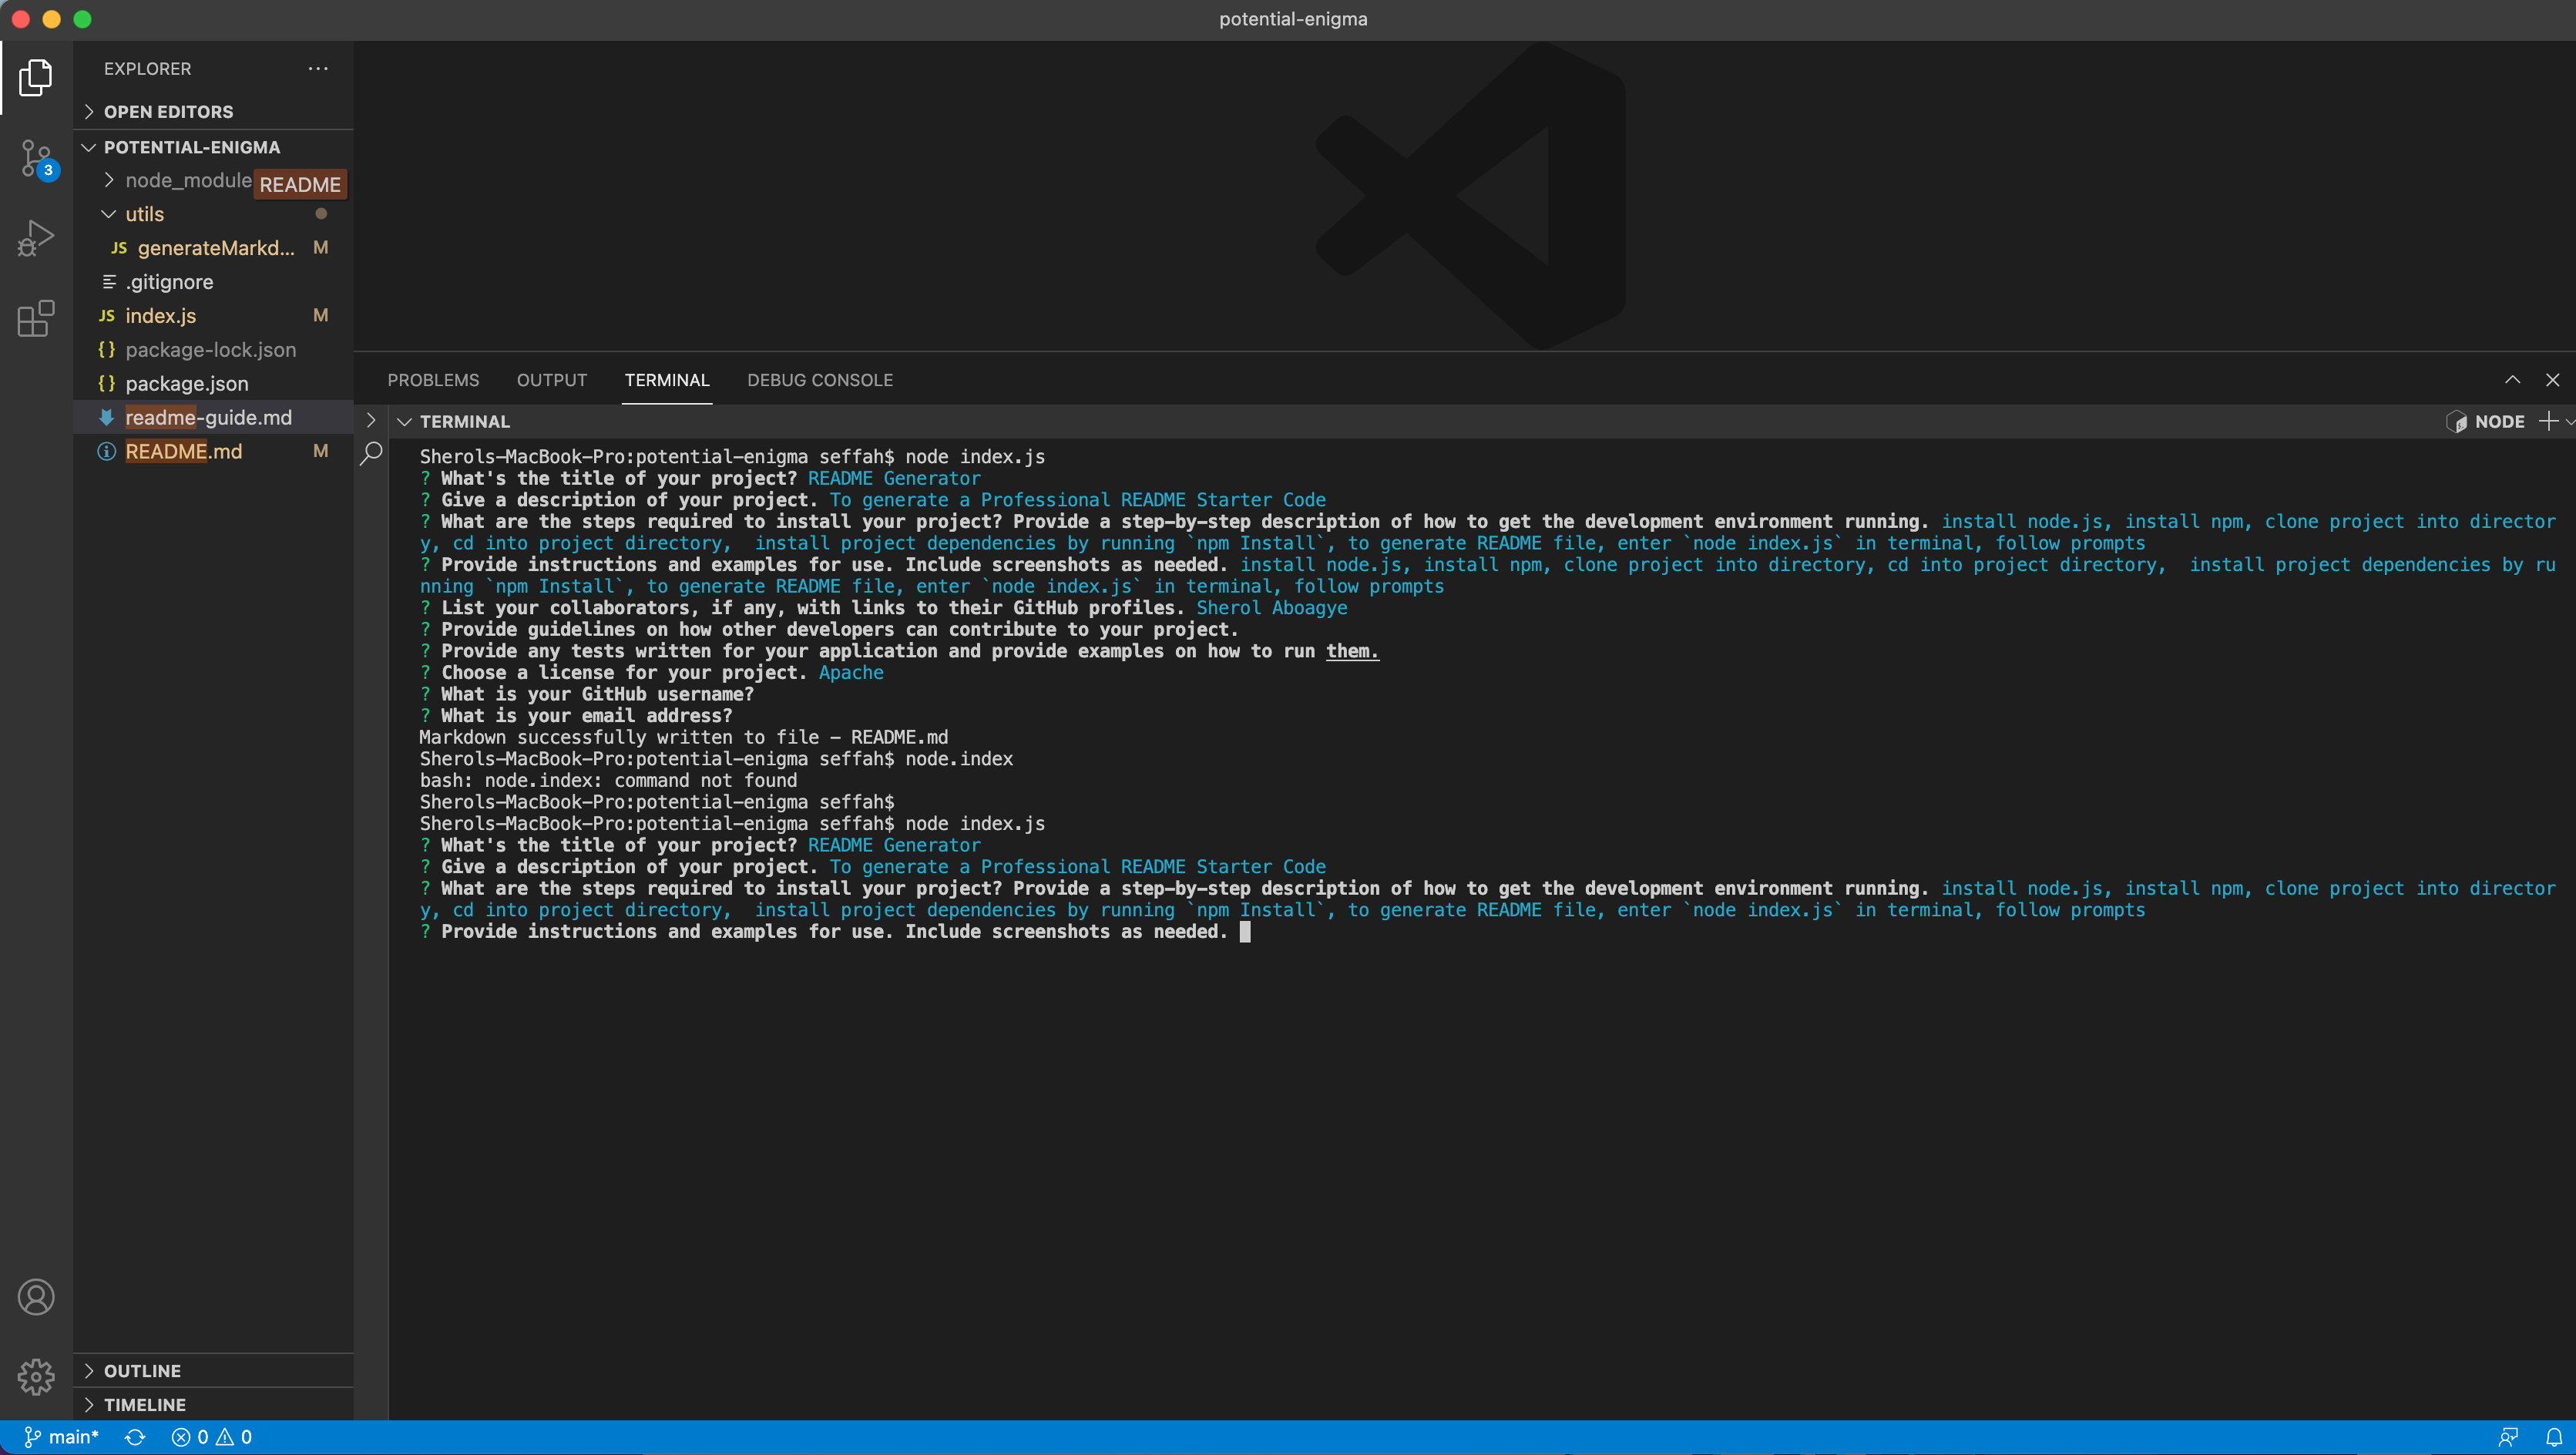 potential-enigma
EXPLORER
OPEN EDITORS
POTENTIAL-ENIGMA
node_module
README
utils
JS generateMarkd... M
.gitignore
JS index.js M
{} package-lock.json
{} package.json
readme-guide.md
README.md M
OUTLINE
TIMELINE
3
PROBLEMS OUTPUT TERMINAL DEBUG CONSOLE
TERMINAL
NODE
Sherols-MacBook-Pro:potential-enigma seffah$ node index.js
? What's the title of your project? README Generator
? Give a description of your project. To generate a Professional README Starter Code
? What are the steps required to install your project? Provide a step-by-step description of how to get the development environment running. install node.js, install npm, clone project into director
y, cd into project directory,  install project dependencies by running `npm Install`, to generate README file, enter `node index.js` in terminal, follow prompts
? Provide instructions and examples for use. Include screenshots as needed. install node.js, install npm, clone project into directory, cd into project directory,  install project dependencies by ru
nning `npm Install`, to generate README file, enter `node index.js` in terminal, follow prompts
? List your collaborators, if any, with links to their GitHub profiles. Sherol Aboagye
? Provide guidelines on how other developers can contribute to your project.
? Provide any tests written for your application and provide examples on how to run them.
? Choose a license for your project. Apache
? What is your GitHub username?
? What is your email address?
Markdown successfully written to file - README.md
Sherols-MacBook-Pro:potential-enigma seffah$ node.index
bash: node.index: command not found
Sherols-MacBook-Pro:potential-enigma seffah$
Sherols-MacBook-Pro:potential-enigma seffah$ node index.js
? What's the title of your project? README Generator
? Give a description of your project. To generate a Professional README Starter Code
? What are the steps required to install your project? Provide a step-by-step description of how to get the development environment running. install node.js, install npm, clone project into director
y, cd into project directory,  install project dependencies by running `npm Install`, to generate README file, enter `node index.js` in terminal, follow prompts
? Provide instructions and examples for use. Include screenshots as needed.
main* 0 0